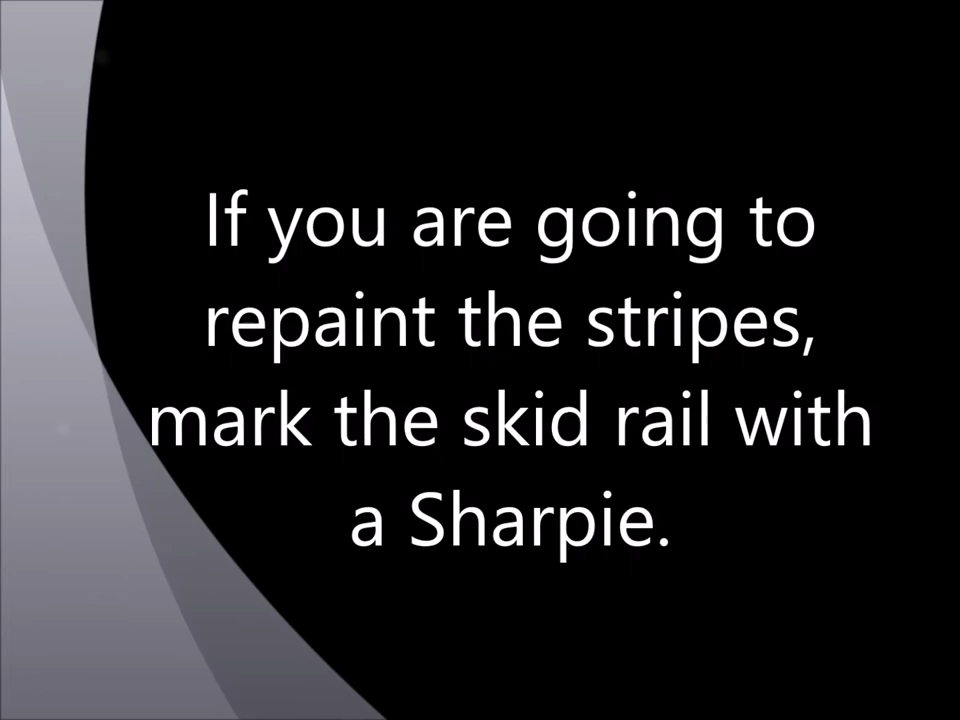 If you are going to
repaint the stripes,
mark the skid rail with
a Sharpie.